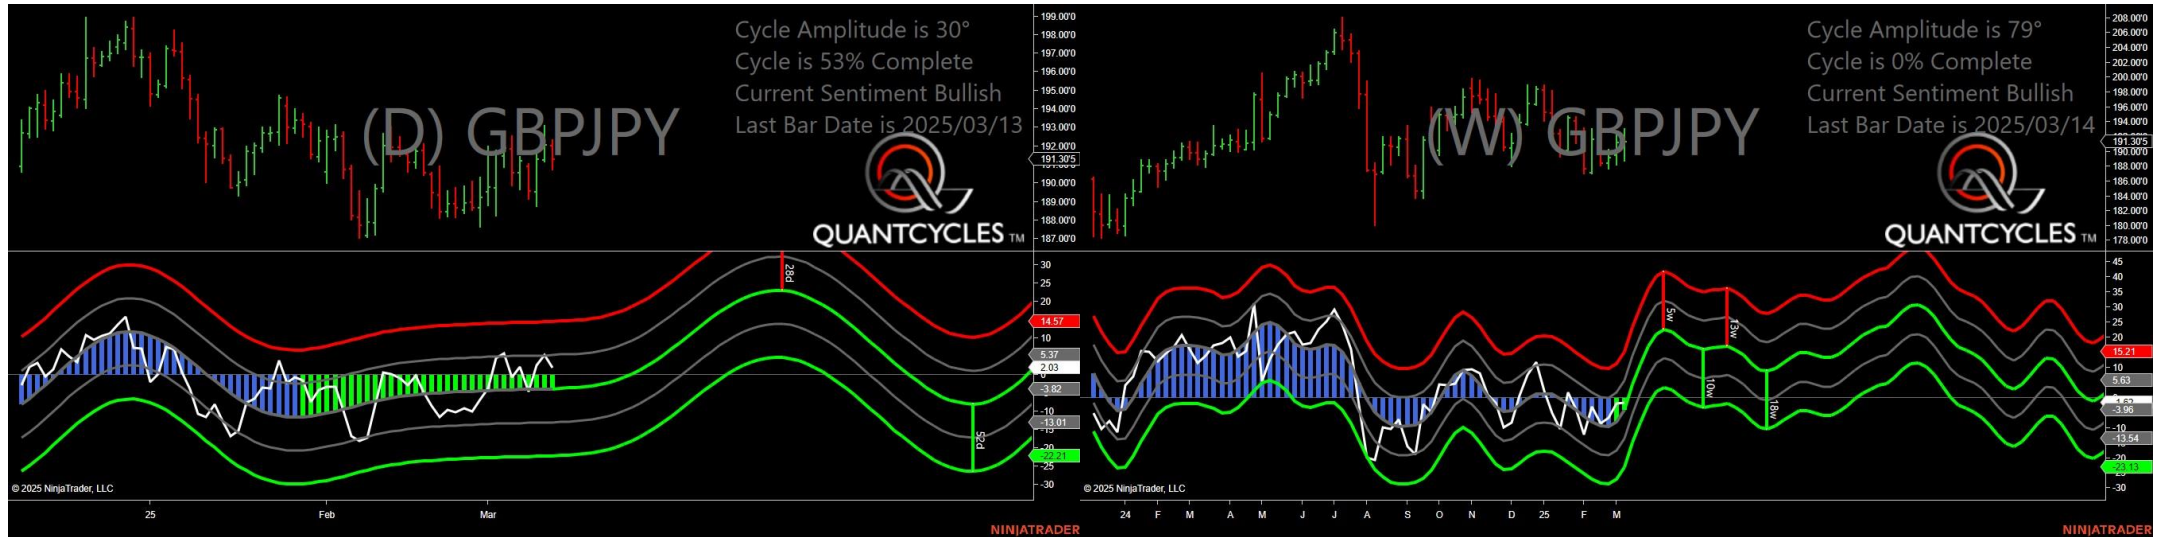 Cycle Amplitude is 30°
Cycle is 53% Complete
Current Sentiment Bullish
Last Bar Date is 2025/03/13
(D) GBPJPY
QUANTCYCLES TM
199.00'0
198.00'0
197.00'0
196.00'0
195.00'0
194.00'0
193.00'0
192.00'0
191.30'5
190.00'0
189.00'0
188.00'0
187.00'0
28d
52d
30
25
20
14.57
10
5.37
2.03
-3.82
-10
-13.01
-22.21
-25
-30
© 2025 NinjaTrader, LLC
25 Feb Mar
NINJATRADER
Cycle Amplitude is 79°
Cycle is 0% Complete
Current Sentiment Bullish
Last Bar Date is 2025/03/14
(W) GBPJPY
QUANTCYCLES TM
208.00'0
206.00'0
204.00'0
202.00'0
200.00'0
198.00'0
196.00'0
194.00'0
191.30'5
190.00'0
188.00'0
186.00'0
184.00'0
182.00'0
180.00'0
178.00'0
5w
13w
10w
18w
45
40
35
30
25
20
15.21
10
5.63
-3.96
-10
-13.54
-20
-23.13
-30
© 2025 NinjaTrader, LLC
24 F M A M J J A S O N D 25 F M
NINJATRADER